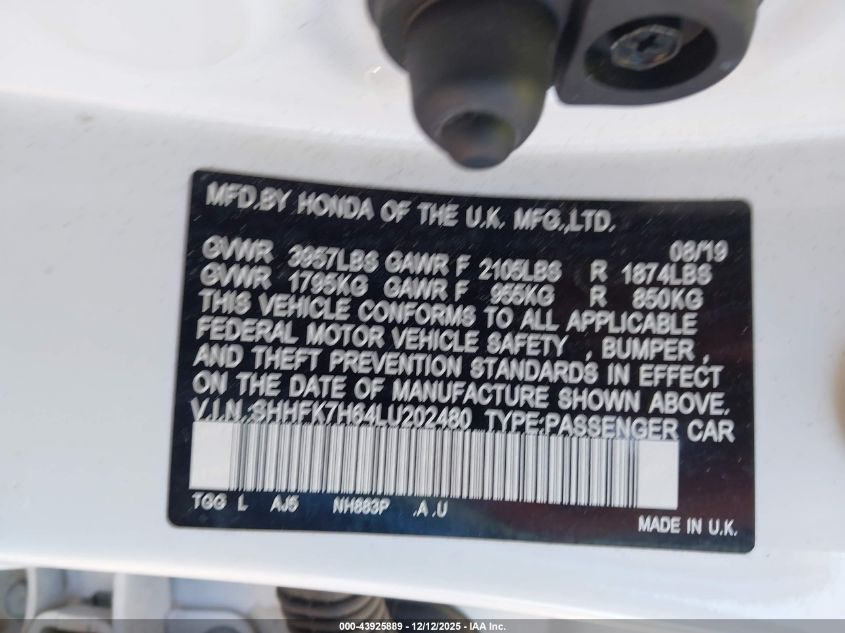 MFD.BY HONDA OF THE U.K. MFG.,LTD.
08/19
GVWR 3957LBS GAWR F 2105LBS R 1874LBS
GVWR 1795KG GAWR F 955KG R 850KG
THIS VEHICLE CONFORMS TO ALL APPLICABLE
FEDERAL MOTOR VEHICLE SAFETY , BUMPER ,
AND THEFT PREVENTION STANDARDS IN EFFECT
ON THE DATE OF MANUFACTURE SHOWN ABOVE.
V.I.N.:SHHFK7H64LU202480 TYPE:PASSENGER CAR
TGG L AJ5 NH883P .A .U
MADE IN U.K.
000-43925889 - 12/12/2025 - IAA Inc.